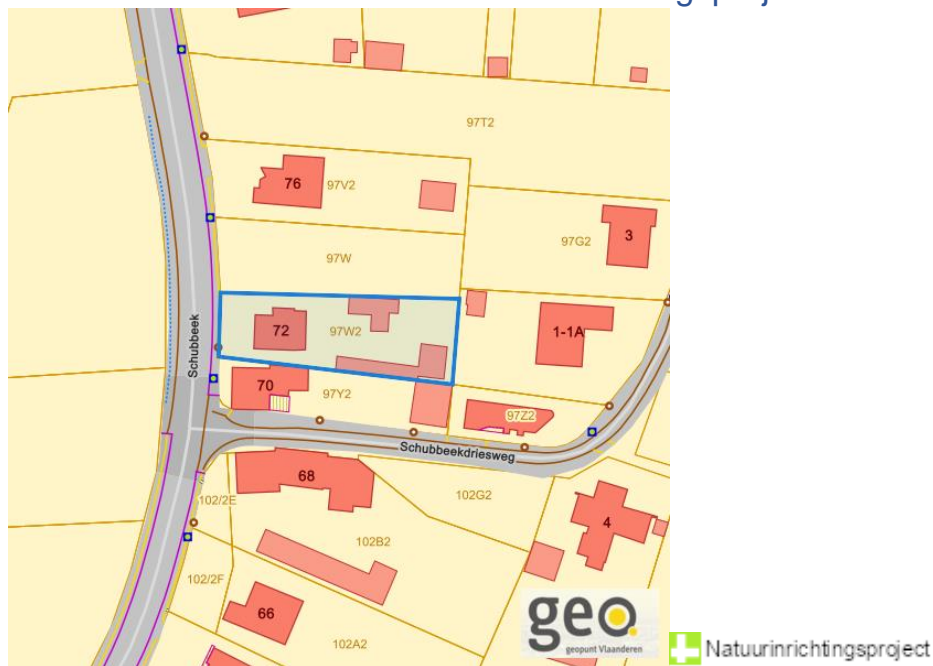 97T2
76
97V2
97G2
3
97W
72
97W2
1-1A
Schubbeek
70
97Y2
97Z2
Schubbeekdriesweg
68
102/2E
102G2
4
102B2
102/2F
66
102A2
geo
geopunt Vlaanderen
Natuurinrichtingsproject